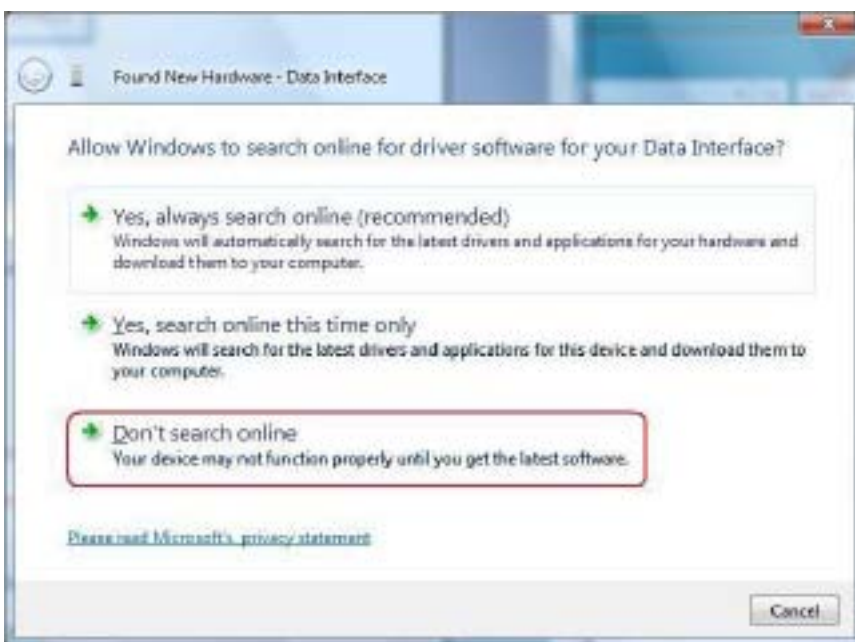 Found New Hardware - Data Interface
Allow Windows to search online for driver software for your Data Interface?
Yes, always search online (recommended)
Windows will automatically search for the latest drivers and applications for your hardware and
download them to your computer.
Yes, search online this time only
Windows will search for the latest drivers and applications for this device and download them to
your computer.
Don't search online
Your device may not function properly until you get the latest software.
Please read Microsoft's privacy statement
Cancel